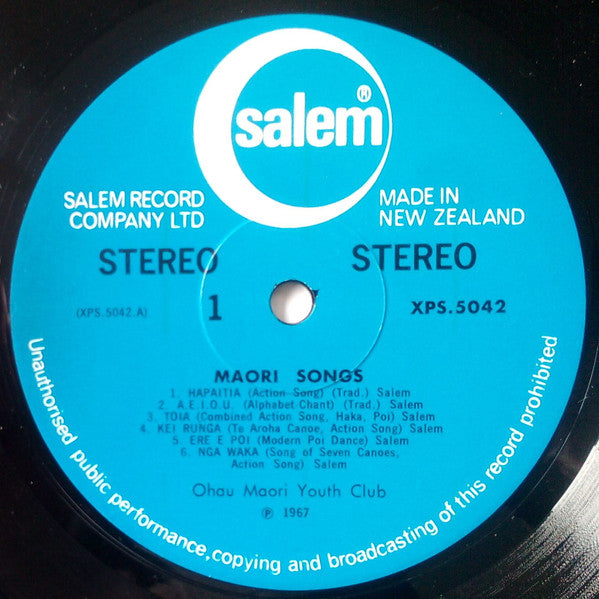 salem®
SALEM RECORD
COMPANY LTD
MADE IN
NEW ZEALAND
STEREO
STEREO
(XPS.5042.A)
1
XPS.5042
MAORI SONGS
1. HAPAITIA (Action Song) (Trad.) Salem
2. A.E.I.O.U. (Alphabet Chant) (Trad.) Salem
3. TOIA (Combined Action Song, Haka, Poi) Salem
4. KEI RUNGA (Te Aroha Canoe, Action Song) Salem
5. ERE E POI (Modern Poi Dance) Salem
6. NGA WAKA (Song of Seven Canoes,
Action Song) Salem
Ohau Maori Youth Club
℗ 1967
Unauthorised public performance, copying and broadcasting of this record prohibited